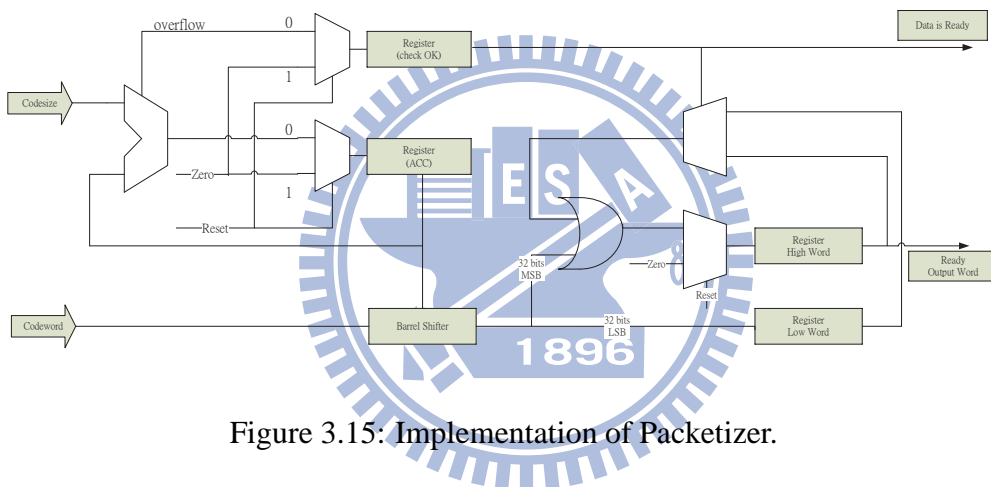 overflow
0
1
Register
(check OK)
Data is Ready
Codesize
0
1
Zero
Reset
Register
(ACC)
E S A
32 bits
MSB
Zero
Reset
Register
High Word
Ready
Output Word
Codeword
Barrel Shifter
32 bits
LSB
Register
Low Word
1896
Figure 3.15: Implementation of Packetizer.